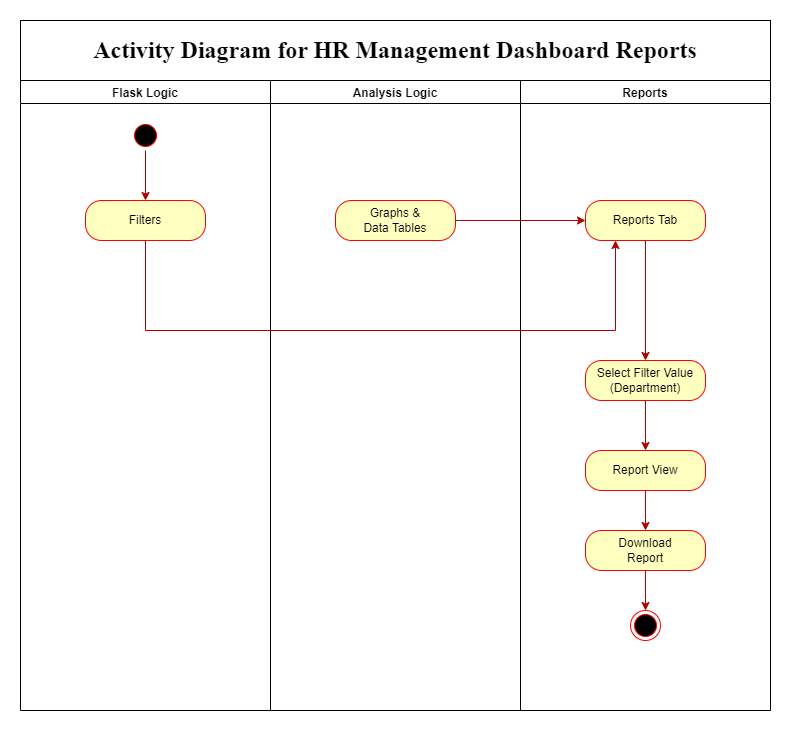 Activity Diagram for HR Management Dashboard Reports
Flask Logic
Analysis Logic
Reports
Filters
Graphs &
Data Tables
Reports Tab
Select Filter Value
(Department)
Report View
Download
Report